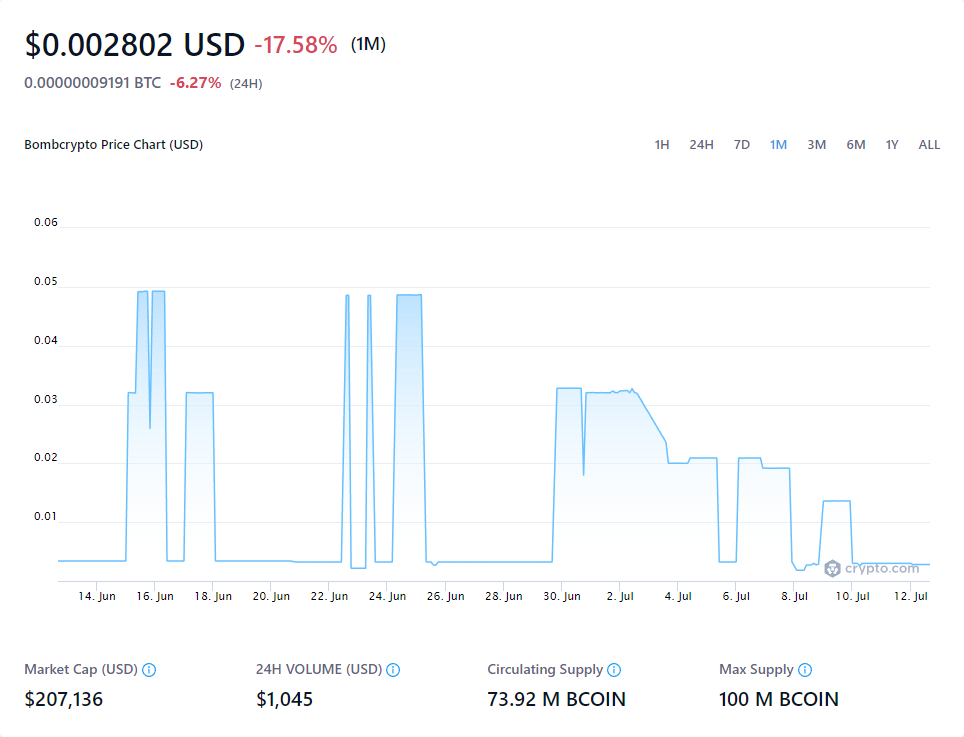 $0.002802 USD -17.58% (1M)
0.00000009191 BTC -6.27% (24H)
Bombcrypto Price Chart (USD) 1H 24H 7D 1M 3M 6M 1Y ALL
0.06
0.05
0.04
0.03
0.02
0.01
crypto.com
14. Jun 16. Jun 18. Jun 20. Jun 22. Jun 24. Jun 26. Jun 28. Jun 30. Jun 2. Jul 4. Jul 6. Jul 8. Jul 10. Jul 12. Jul
Market Cap (USD) 24H VOLUME (USD) Circulating Supply Max Supply
$207,136 $1,045 73.92 M BCOIN 100 M BCOIN